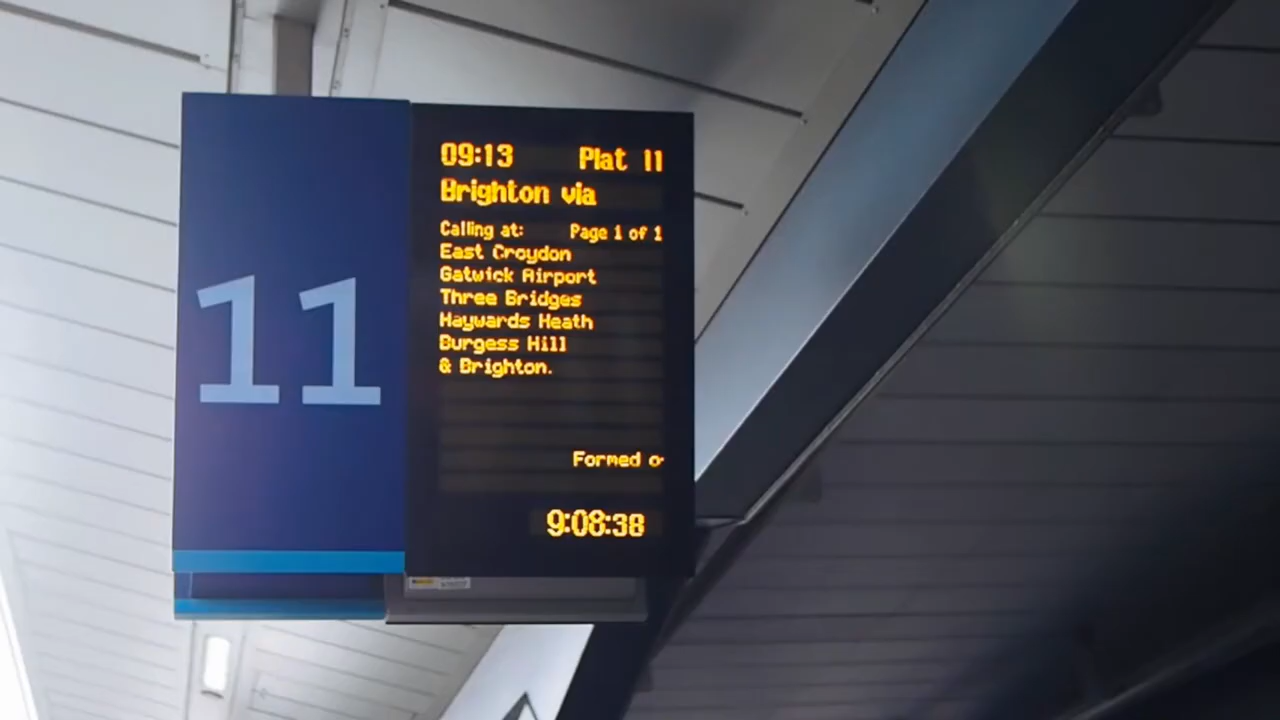 11
09:13 Plat 11
Brighton via
Calling at: Page 1 of 1
East Croydon
Gatwick Airport
Three Bridges
Haywards Heath
Burgess Hill
& Brighton.
Formed
9:08:38